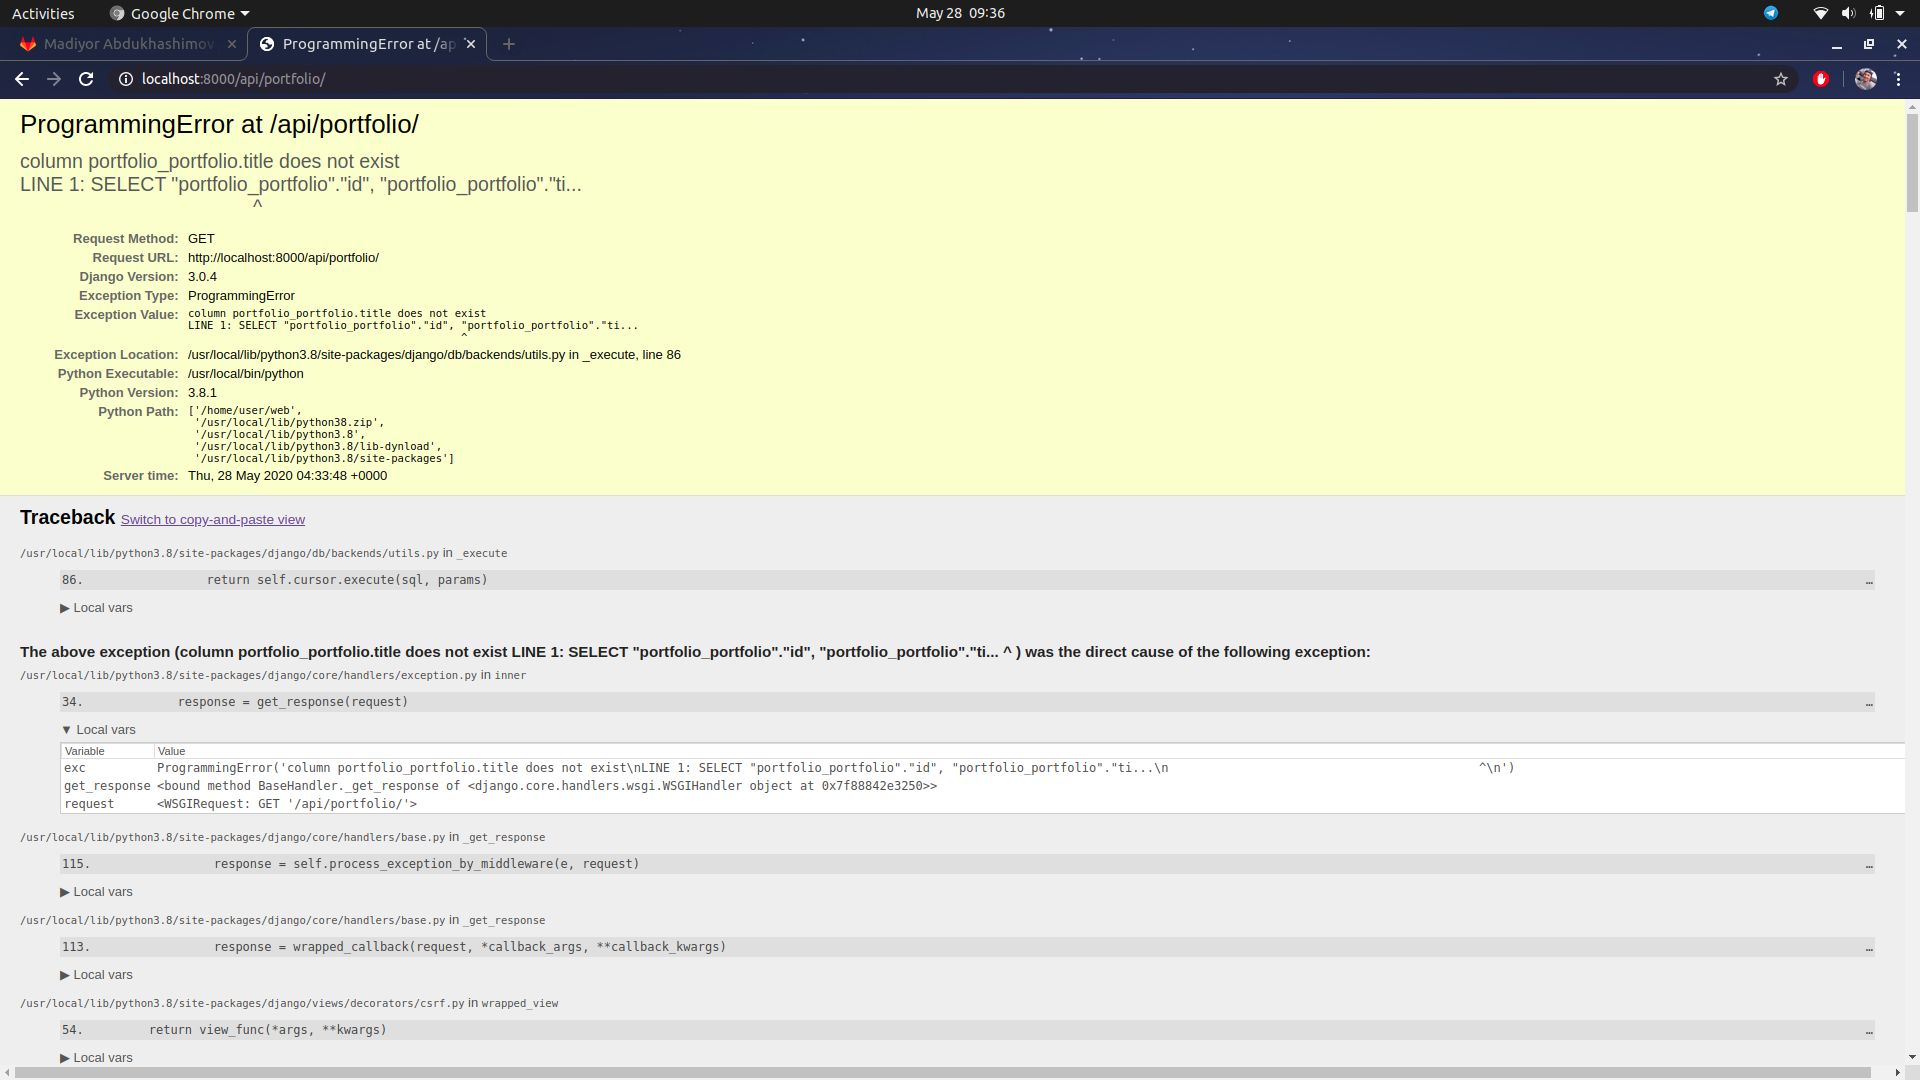 Activities
Google Chrome
May 28 09:36
Madiyor Abdukhashimov
ProgrammingError at /ap
localhost:8000/api/portfolio/
ProgrammingError at /api/portfolio/
column portfolio_portfolio.title does not exist
LINE 1: SELECT "portfolio_portfolio"."id", "portfolio_portfolio"."ti...
^
Request Method: GET
Request URL: http://localhost:8000/api/portfolio/
Django Version: 3.0.4
Exception Type: ProgrammingError
Exception Value: column portfolio_portfolio.title does not exist
LINE 1: SELECT "portfolio_portfolio"."id", "portfolio_portfolio"."ti...
^
Exception Location: /usr/local/lib/python3.8/site-packages/django/db/backends/utils.py in _execute, line 86
Python Executable: /usr/local/bin/python
Python Version: 3.8.1
Python Path: ['/home/user/web',
'/usr/local/lib/python38.zip',
'/usr/local/lib/python3.8',
'/usr/local/lib/python3.8/lib-dynload',
'/usr/local/lib/python3.8/site-packages']
Server time: Thu, 28 May 2020 04:33:48 +0000
Traceback Switch to copy-and-paste view
/usr/local/lib/python3.8/site-packages/django/db/backends/utils.py in _execute
86. return self.cursor.execute(sql, params) …
▶ Local vars
The above exception (column portfolio_portfolio.title does not exist LINE 1: SELECT "portfolio_portfolio"."id", "portfolio_portfolio"."ti... ^ ) was the direct cause of the following exception:
/usr/local/lib/python3.8/site-packages/django/core/handlers/exception.py in inner
34. response = get_response(request) …
▼ Local vars
Variable Value
exc ProgrammingError('column portfolio_portfolio.title does not exist\nLINE 1: SELECT "portfolio_portfolio"."id", "portfolio_portfolio"."ti...\n ^\n')
get_response <bound method BaseHandler._get_response of <django.core.handlers.wsgi.WSGIHandler object at 0x7f88842e3250>>
request <WSGIRequest: GET '/api/portfolio/'>
/usr/local/lib/python3.8/site-packages/django/core/handlers/base.py in _get_response
115. response = self.process_exception_by_middleware(e, request) …
▶ Local vars
/usr/local/lib/python3.8/site-packages/django/core/handlers/base.py in _get_response
113. response = wrapped_callback(request, *callback_args, **callback_kwargs) …
▶ Local vars
/usr/local/lib/python3.8/site-packages/django/views/decorators/csrf.py in wrapped_view
54. return view_func(*args, **kwargs) …
▶ Local vars